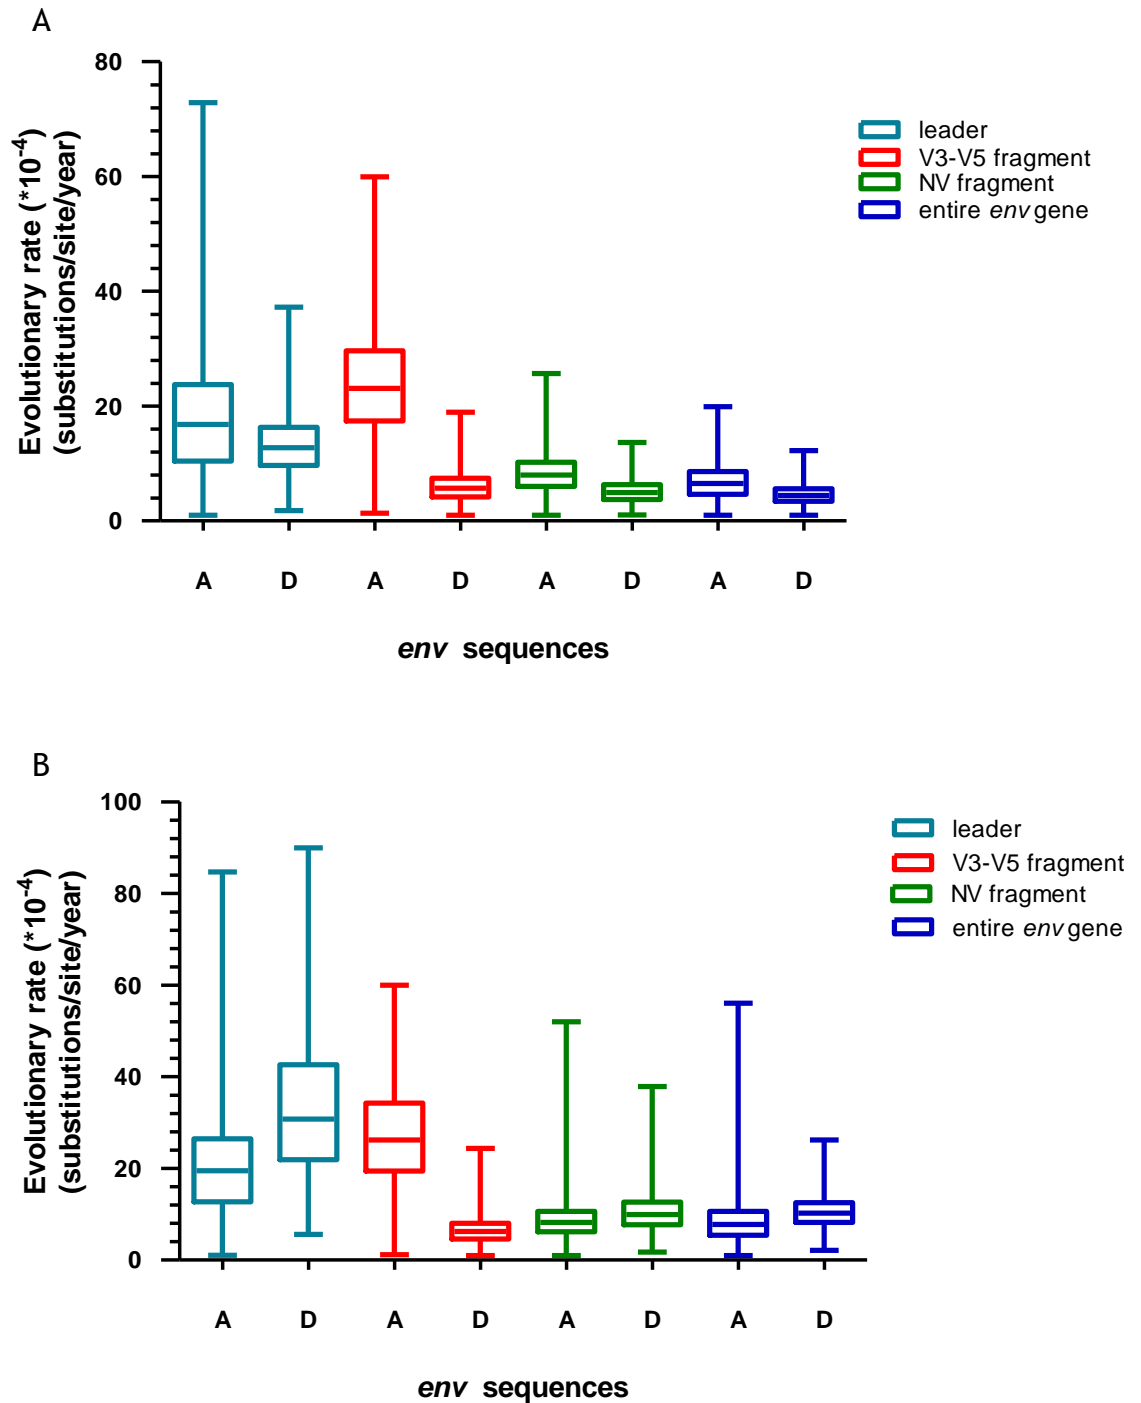 A
80
60
40
20
0
Evolutionary rate (*10-4)
(substitutions/site/year)
leader
V3-V5 fragment
NV fragment
entire env gene
A D A D A D A D
env sequences
B
100
80
60
40
20
0
Evolutionary rate (*10-4)
(substitutions/site/year)
leader
V3-V5 fragment
NV fragment
entire env gene
A D A D A D A D
env sequences